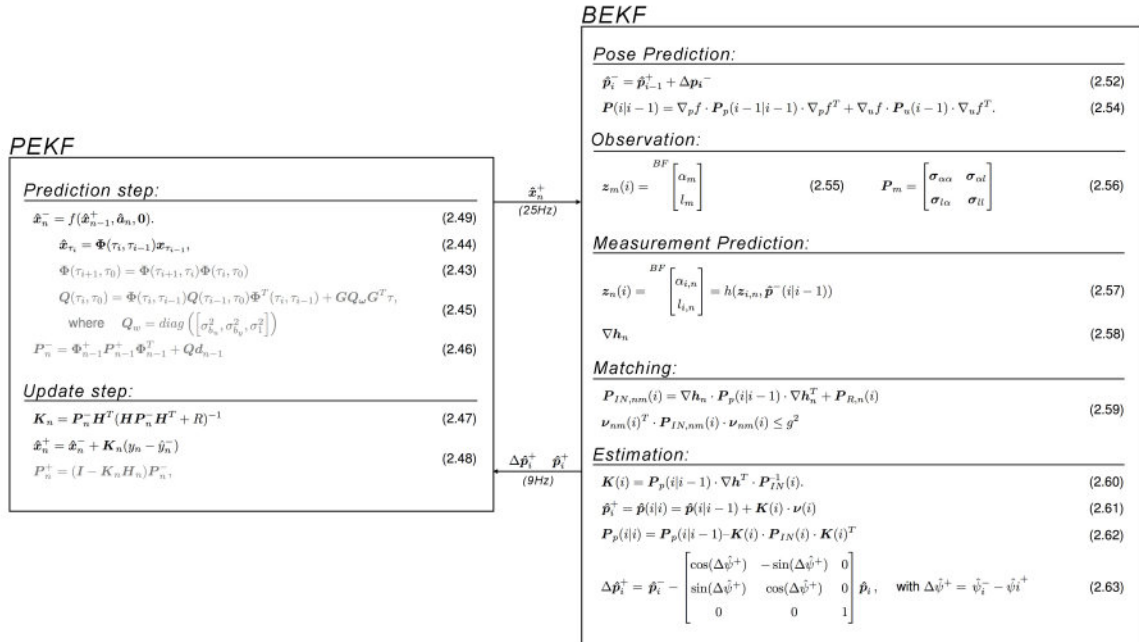 BEKF
Pose Prediction:
p̂ᵢ⁻ = p̂ᵢ₋₁⁺ + Δpᵢ⁻ (2.52)
P(i|i−1) = ∇ₚf · Pₚ(i−1|i−1) · ∇ₚfᵀ + ∇ᵤf · Pᵤ(i−1) · ∇ᵤfᵀ. (2.54)
Observation:
zₘ(i) = BF [αₘ; lₘ] (2.55) Pₘ = [σ_αα σ_αl; σ_lα σ_ll] (2.56)
Measurement Prediction:
zₙ(i) = BF [α_{i,n}; l_{i,n}] = h(z_{i,n}, p̂⁻(i|i−1)) (2.57)
∇hₙ (2.58)
Matching:
P_{IN,nm}(i) = ∇hₙ · Pₚ(i|i−1) · ∇hₙᵀ + P_{R,n}(i)
ν_{nm}(i)ᵀ · P_{IN,nm}(i) · ν_{nm}(i) ≤ g² (2.59)
Estimation:
K(i) = Pₚ(i|i−1) · ∇hᵀ · P_{IN}⁻¹(i). (2.60)
p̂ᵢ⁺ = p̂(i|i) = p̂(i|i−1) + K(i) · ν(i) (2.61)
Pₚ(i|i) = Pₚ(i|i−1)–K(i) · P_{IN}(i) · K(i)ᵀ (2.62)
Δp̂ᵢ⁺ = p̂ᵢ⁻ − [cos(Δψ̂⁺) −sin(Δψ̂⁺) 0; sin(Δψ̂⁺) cos(Δψ̂⁺) 0; 0 0 1] p̂ᵢ, with Δψ̂⁺ = ψ̂ᵢ⁻ − ψ̂i⁺ (2.63)
PEKF
Prediction step:
x̂ₙ⁻ = f(x̂ₙ₋₁⁺, âₙ, 0). (2.49)
x̂_{τᵢ} = Φ(τᵢ, τᵢ₋₁)x_{τᵢ₋₁}, (2.44)
Φ(τᵢ₊₁, τ₀) = Φ(τᵢ₊₁, τᵢ)Φ(τᵢ, τ₀) (2.43)
Q(τᵢ, τ₀) = Φ(τᵢ, τᵢ₋₁)Q(τᵢ₋₁, τ₀)Φᵀ(τᵢ, τᵢ₋₁) + GQ_ωGᵀτ,
(2.45)
where Q_w = diag([σ²_{bₓ}, σ²_{b_y}, σ²₁])
Pₙ⁻ = Φₙ₋₁⁺Pₙ₋₁⁺Φₙ₋₁ᵀ + Qdₙ₋₁ (2.46)
Update step:
Kₙ = Pₙ⁻Hᵀ(HPₙ⁻Hᵀ + R)⁻¹ (2.47)
x̂ₙ⁺ = x̂ₙ⁻ + Kₙ(yₙ − ŷₙ⁻)
(2.48)
Pₙ⁺ = (I − KₙHₙ)Pₙ⁻,
x̂ₙ⁺
(25Hz)
Δp̂ᵢ⁺ p̂ᵢ⁺
(9Hz)